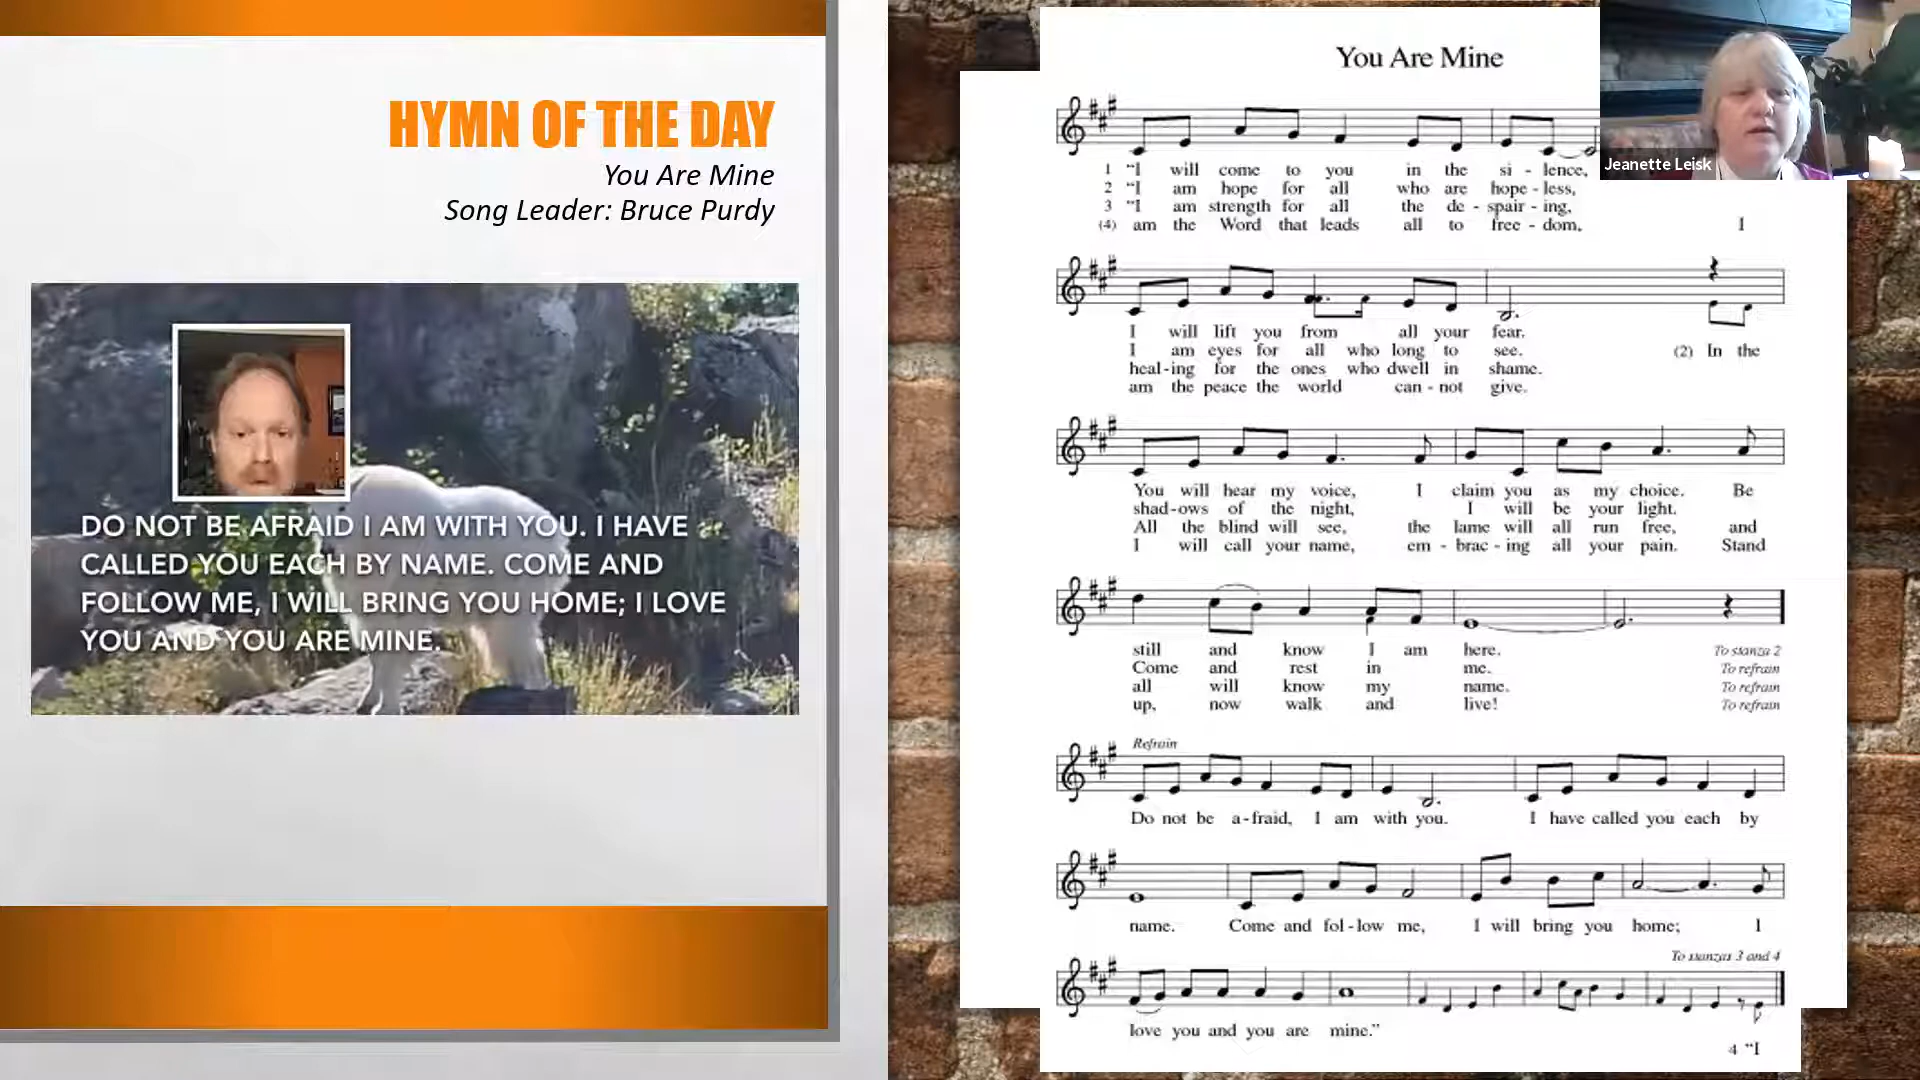 HYMN OF THE DAY
You Are Mine
Song Leader: Bruce Purdy
DO NOT BE AFRAID I AM WITH YOU. I HAVE
CALLED YOU EACH BY NAME. COME AND
FOLLOW ME, I WILL BRING YOU HOME; I LOVE
YOU AND YOU ARE MINE.
You Are Mine
Jeanette Leisk
1 “I will come to you in the si - lence,
2 “I am hope for all who are hope - less,
3 “I am strength for all the de - spair - ing,
(4) am the Word that leads all to free - dom, I
I will lift you from all your fear.
I am eyes for all who long to see. (2) In the
heal - ing for the ones who dwell in shame.
am the peace the world can - not give.
You will hear my voice, I claim you as my choice. Be
shad - ows of the night, I will be your light.
All the blind will see, the lame will all run free, and
I will call your name, em - brac - ing all your pain. Stand
still and know I am here. To stanza 2
Come and rest in me. To refrain
all will know my name. To refrain
up, now walk and live! To refrain
Refrain
Do not be a - fraid, I am with you. I have called you each by
name. Come and fol - low me, I will bring you home; I
To stanzas 3 and 4
love you and you are mine.”
4 “I